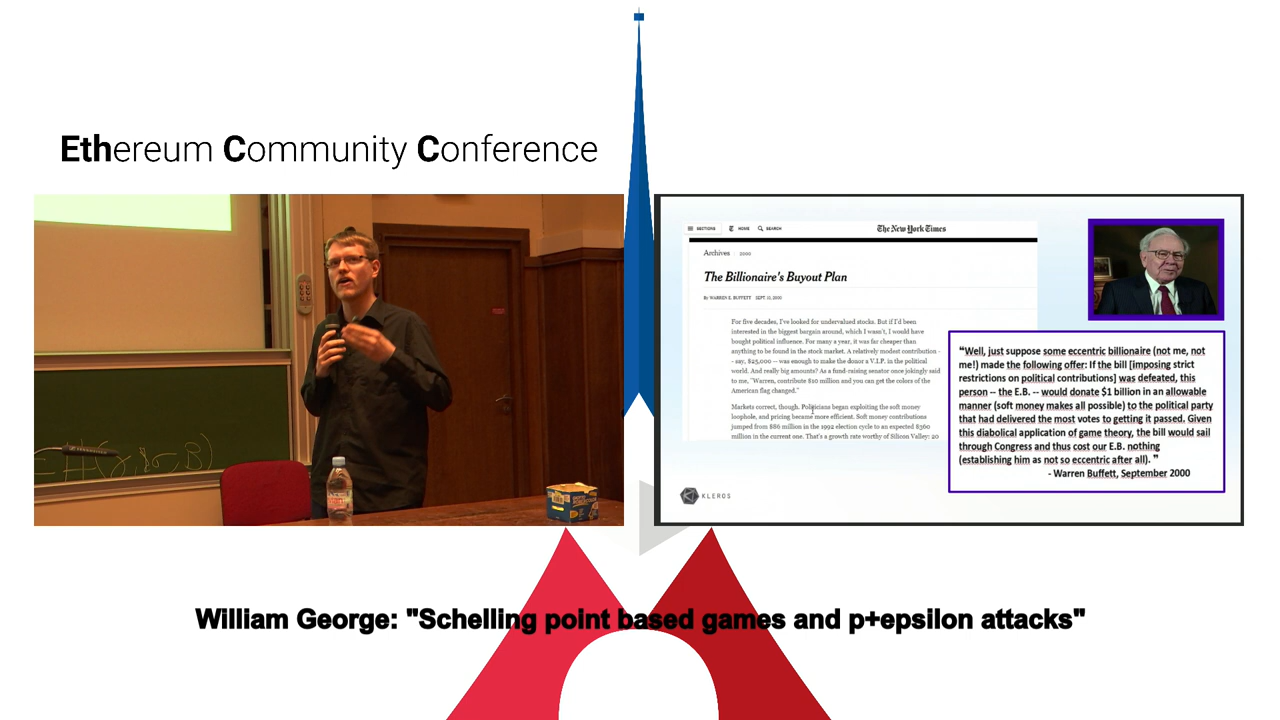 Ethereum Community Conference
SECTIONS HOME SEARCH The New York Times
Archives 2000
The Billionaire's Buyout Plan
By WARREN E. BUFFETT SEPT. 10, 2000
For five decades, I've looked for undervalued stocks. But if I'd been
interested in the biggest bargain around, which I wasn't, I would have
bought political influence. For many a year, it was far cheaper than
anything to be found in the stock market. A relatively modest contribution -
- say, $25,000 -- was enough to make the donor a V.I.P. in the political
world. And really big amounts? As a fund-raising senator once jokingly said
to me, "Warren, contribute $10 million and you can get the colors of the
American flag changed."
Markets correct, though. Politicians began exploiting the soft money
loophole, and pricing became more efficient. Soft money contributions
jumped from $86 million in the 1992 election cycle to an expected $360
million in the current one. That's a growth rate worthy of Silicon Valley: 20
"Well, just suppose some eccentric billionaire (not me, not
me!) made the following offer: If the bill [imposing strict
restrictions on political contributions] was defeated, this
person -- the E.B. -- would donate $1 billion in an allowable
manner (soft money makes all possible) to the political party
that had delivered the most votes to getting it passed. Given
this diabolical application of game theory, the bill would sail
through Congress and thus cost our E.B. nothing
(establishing him as not so eccentric after all). "
- Warren Buffett, September 2000
KLEROS
William George: "Schelling point based games and p+epsilon attacks"